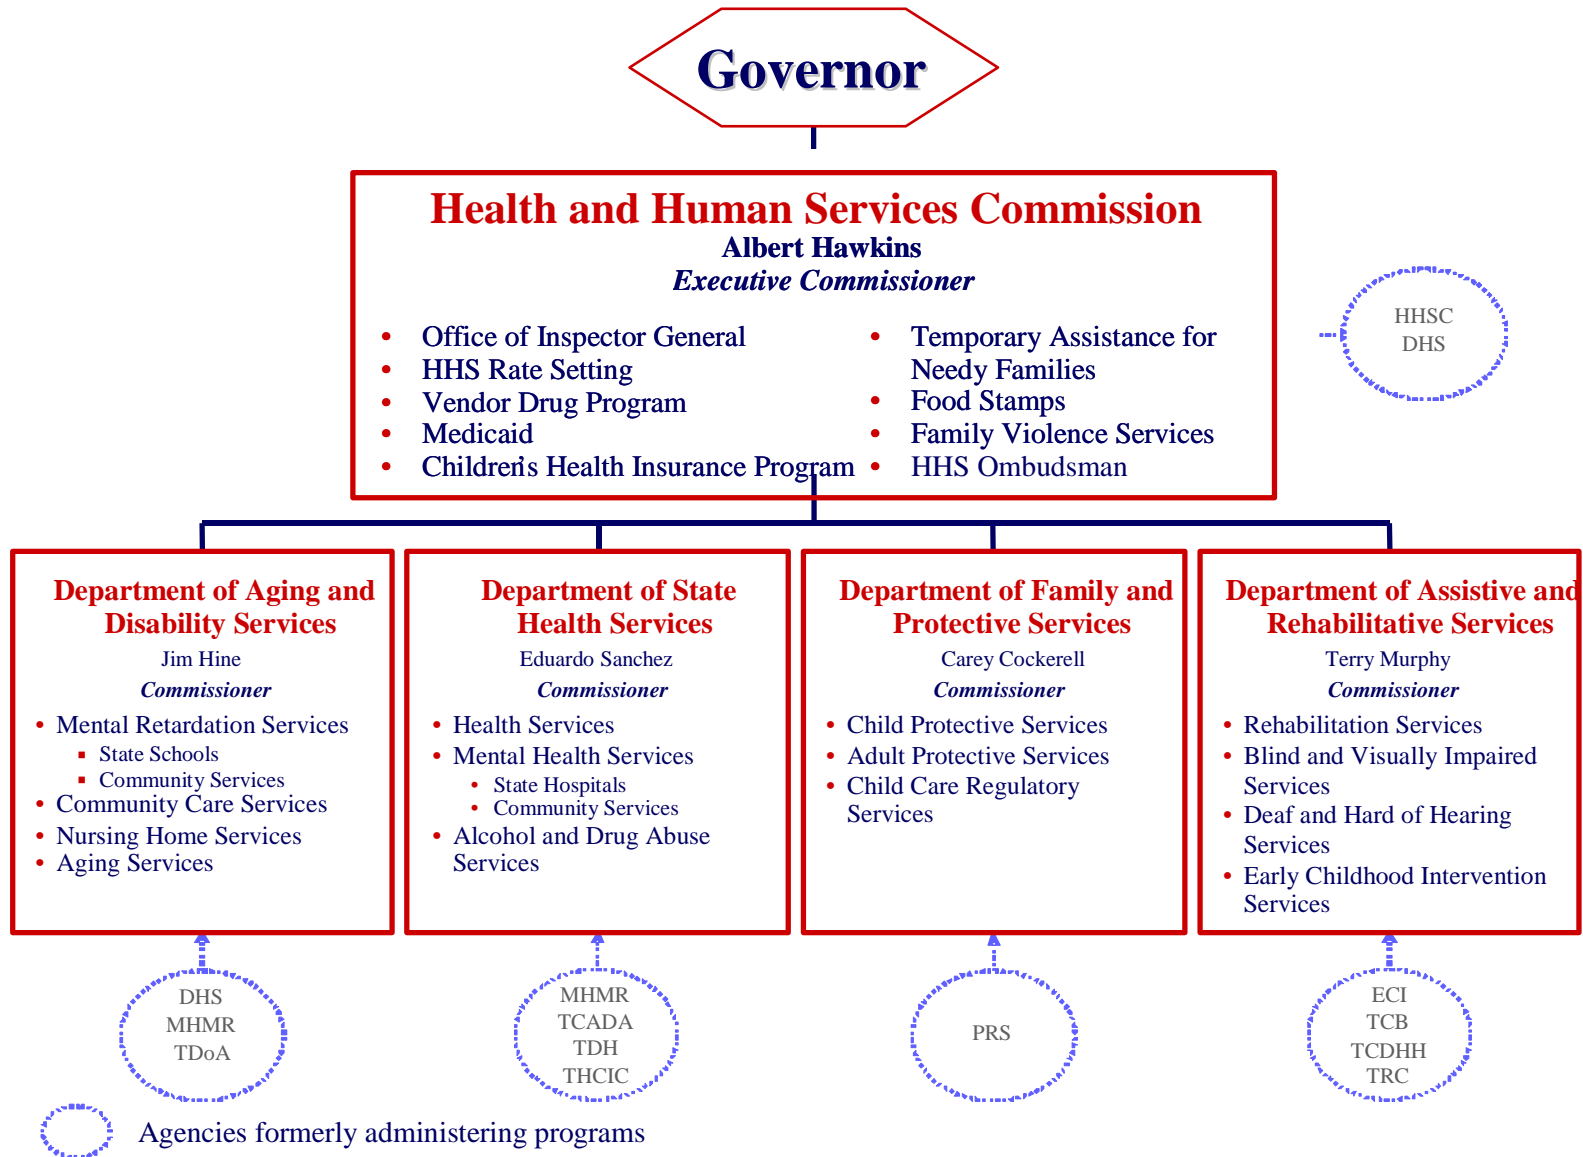 Governor
Health and Human Services Commission
Albert Hawkins
Executive Commissioner
• Office of Inspector General
• HHS Rate Setting
• Vendor Drug Program
• Medicaid
• Children's Health Insurance Program
• Temporary Assistance for
Needy Families
• Food Stamps
• Family Violence Services
• HHS Ombudsman
HHSC
DHS
Department of Aging and
Disability Services
Jim Hine
Commissioner
• Mental Retardation Services
▪ State Schools
▪ Community Services
• Community Care Services
• Nursing Home Services
• Aging Services
Department of State
Health Services
Eduardo Sanchez
Commissioner
• Health Services
• Mental Health Services
• State Hospitals
• Community Services
• Alcohol and Drug Abuse
Services
Department of Family and
Protective Services
Carey Cockerell
Commissioner
• Child Protective Services
• Adult Protective Services
• Child Care Regulatory
Services
Department of Assistive and
Rehabilitative Services
Terry Murphy
Commissioner
• Rehabilitation Services
• Blind and Visually Impaired
Services
• Deaf and Hard of Hearing
Services
• Early Childhood Intervention
Services
DHS
MHMR
TDoA
MHMR
TCADA
TDH
THCIC
PRS
ECI
TCB
TCDHH
TRC
Agencies formerly administering programs